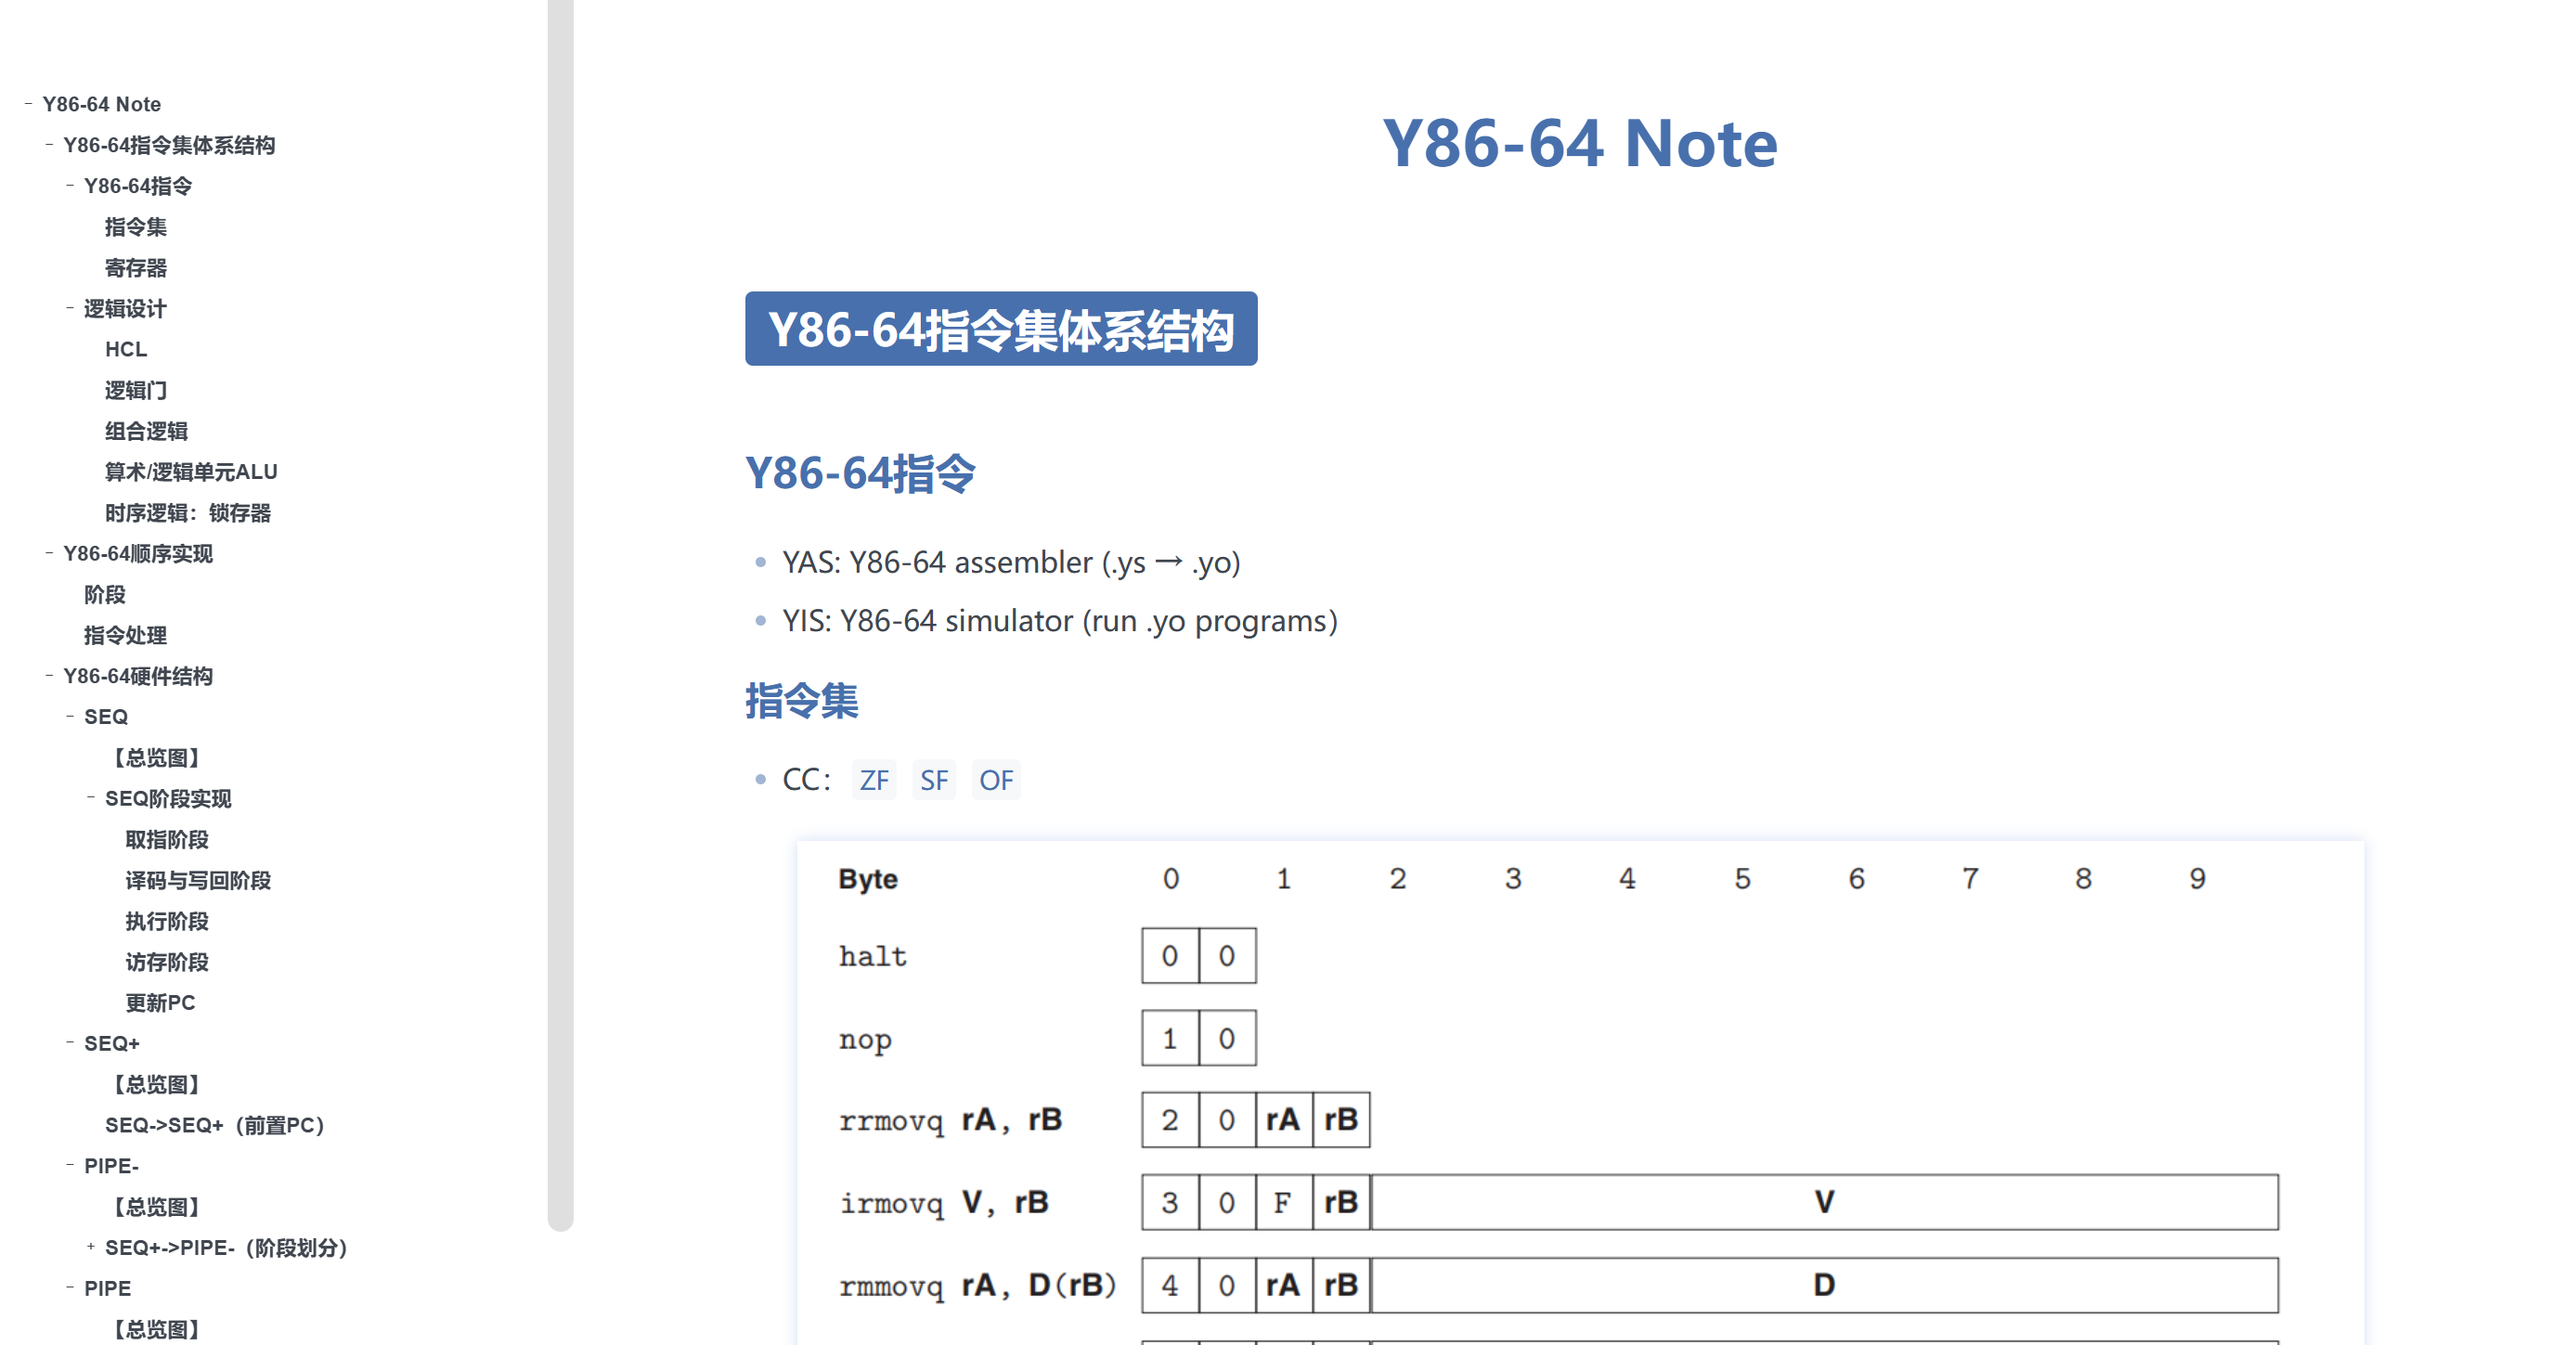 Y86-64 Note
Y86-64指令集体系结构
Y86-64指令
指令集
寄存器
逻辑设计
HCL
逻辑门
组合逻辑
算术/逻辑单元ALU
时序逻辑：锁存器
Y86-64顺序实现
阶段
指令处理
Y86-64硬件结构
SEQ
【总览图】
SEQ阶段实现
取指阶段
译码与写回阶段
执行阶段
访存阶段
更新PC
SEQ+
【总览图】
SEQ->SEQ+（前置PC）
PIPE-
【总览图】
SEQ+->PIPE-（阶段划分）
PIPE
【总览图】
Y86-64 Note
Y86-64指令集体系结构
Y86-64指令
YAS: Y86-64 assembler (.ys → .yo)
YIS: Y86-64 simulator (run .yo programs）
指令集
CC： ZF SF OF
Byte 0 1 2 3 4 5 6 7 8 9
halt 0 0
nop 1 0
rrmovq rA, rB 2 0 rA rB
irmovq V, rB 3 0 F rB V
rmmovq rA, D(rB) 4 0 rA rB D